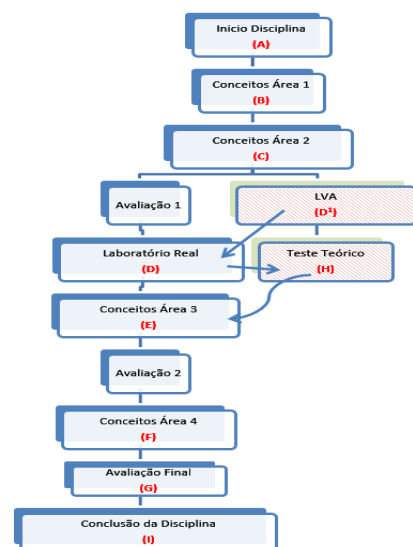 Inicio Disciplina
(A)
Conceitos Área 1
(B)
Conceitos Área 2
(C)
Avaliação 1
LVA
(D¹)
Laboratório Real
(D)
Teste Teórico
(H)
Conceitos Área 3
(E)
Avaliação 2
Conceitos Área 4
(F)
Avaliação Final
(G)
Conclusão da Disciplina
(I)